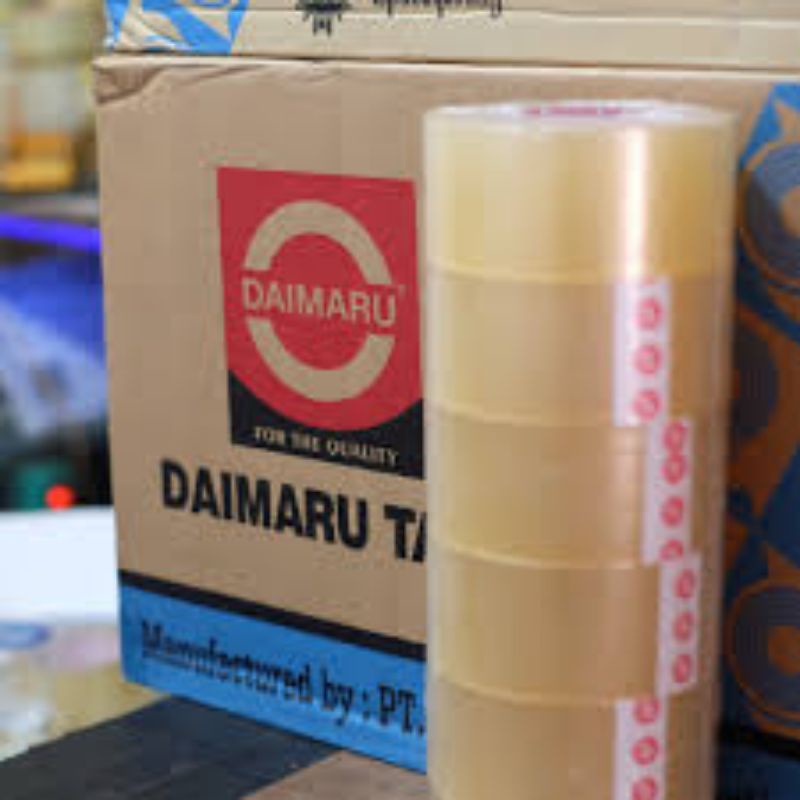 DAIMARU
FOR THE QUALITY
DAIMARU TA
Manufactured by : PT.